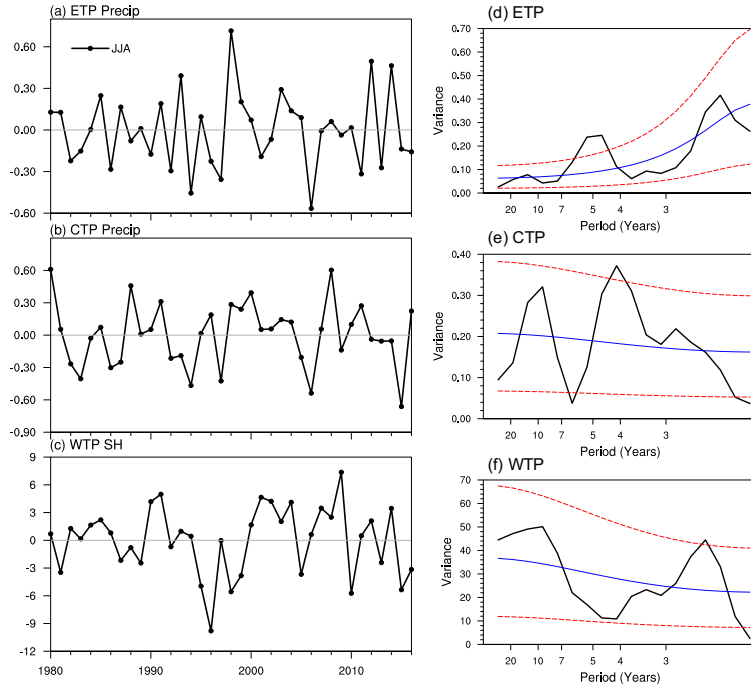 (a) ETP Precip
JJA
0.60
0.30
0.00
-0.30
-0.60
(b) CTP Precip
0.60
0.30
0.00
-0.30
-0.60
-0.90
(c) WTP SH
9
6
3
0
-3
-6
-9
-12
1980 1990 2000 2010
(d) ETP
Variance
0.70
0.60
0.50
0.40
0.30
0.20
0.10
0.00
20 10 7 5 4 3
Period (Years)
(e) CTP
Variance
0.40
0.30
0.20
0.10
0.00
20 10 7 5 4 3
Period (Years)
(f) WTP
Variance
70
60
50
40
30
20
10
0
20 10 7 5 4 3
Period (Years)